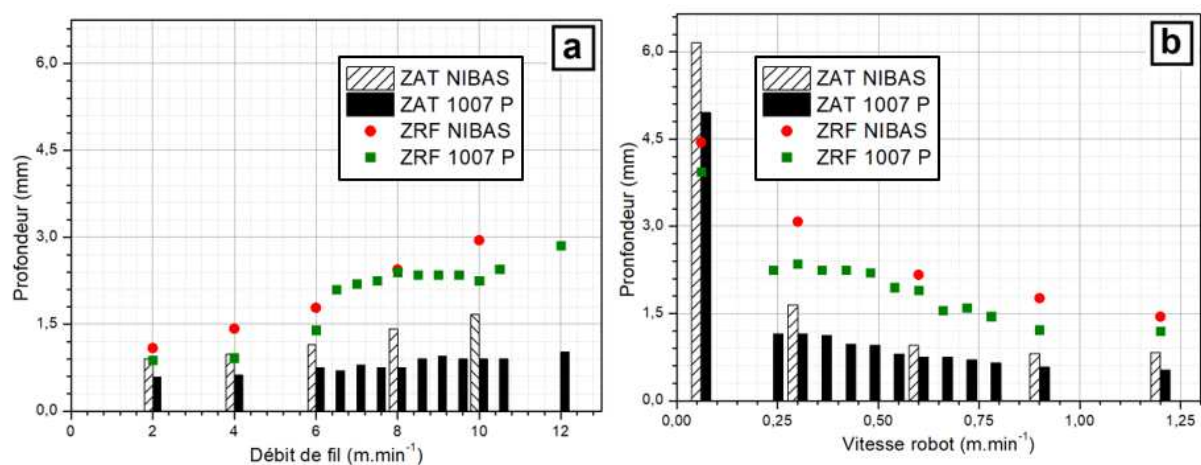 a
ZAT NIBAS
ZAT 1007 P
ZRF NIBAS
ZRF 1007 P
Profondeur (mm)
6,0
4,5
3,0
1,5
0,0
0
2
4
6
8
10
12
Débit de fil (m.min⁻¹)
b
ZAT NIBAS
ZAT 1007 P
ZRF NIBAS
ZRF 1007 P
Pronfondeur (mm)
6,0
4,5
3,0
1,5
0,0
0,00
0,25
0,50
0,75
1,00
1,25
Vitesse robot (m.min⁻¹)